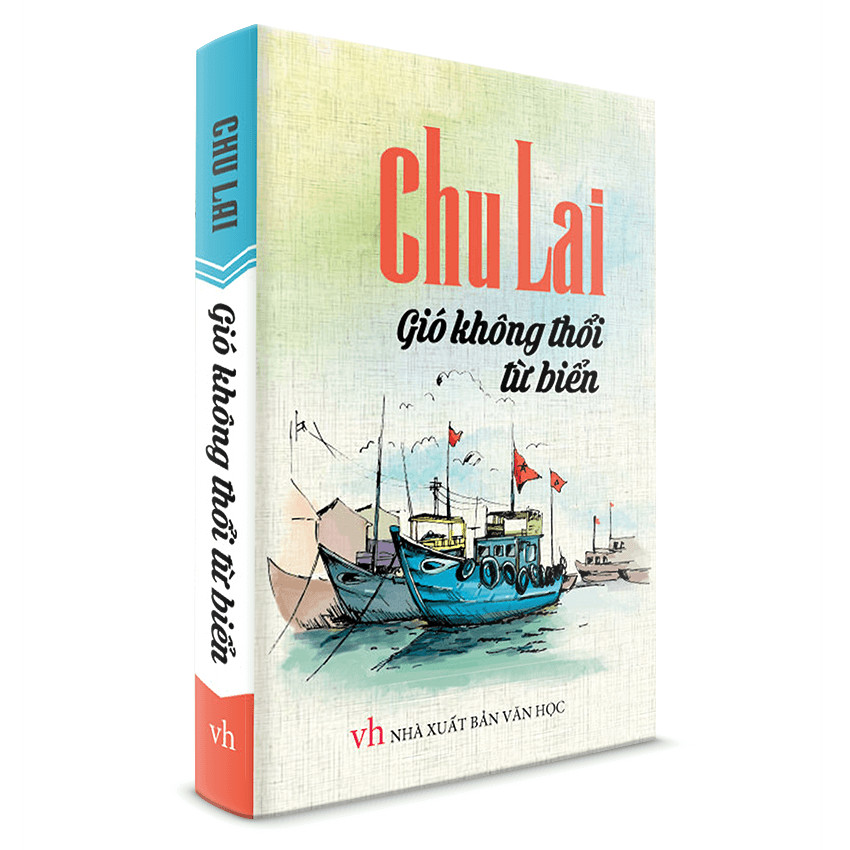 CHU LAI
Gió không thổi từ biển
vh
Chu Lai
Gió không thổi
từ biển
vh NHÀ XUẤT BẢN VĂN HỌC